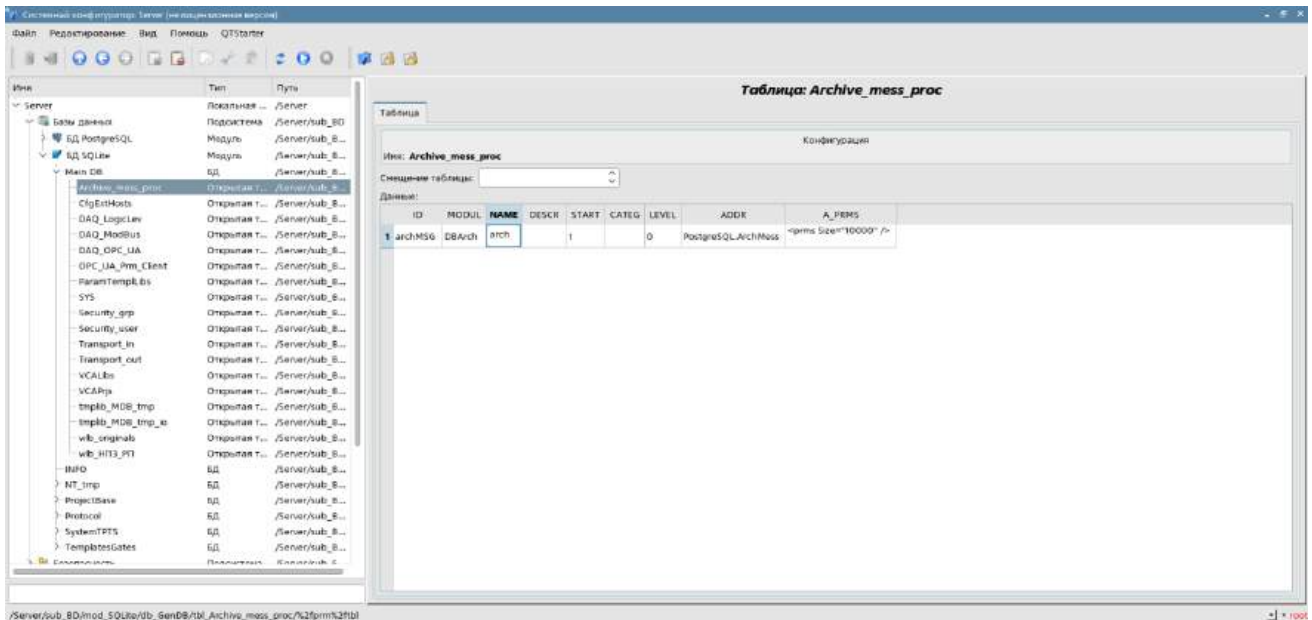 Системный конфигуратор: Server (не лицензионная версия)
Файл Редактирование Вид Помощь QTStarter
Имя Тип Путь
Server Локальная ... /Server
Базы данных Подсистема /Server/sub_BD
БД PostgreSQL Модуль /Server/sub_B...
БД SQLite Модуль /Server/sub_B...
Main DB БД /Server/sub_B...
Archive_mess_proc Открытая т... /Server/sub_B...
CfgExtHosts Открытая т... /Server/sub_B...
DAQ_LogicLev Открытая т... /Server/sub_B...
DAQ_ModBus Открытая т... /Server/sub_B...
DAQ_OPC_UA Открытая т... /Server/sub_B...
OPC_UA_Prm_Client Открытая т... /Server/sub_B...
ParamTemplLibs Открытая т... /Server/sub_B...
SYS Открытая т... /Server/sub_B...
Security_grp Открытая т... /Server/sub_B...
Security_user Открытая т... /Server/sub_B...
Transport_in Открытая т... /Server/sub_B...
Transport_out Открытая т... /Server/sub_B...
VCALibs Открытая т... /Server/sub_B...
VCAPrjs Открытая т... /Server/sub_B...
tmplib_MDB_tmp Открытая т... /Server/sub_B...
tmplib_MDB_tmp_io Открытая т... /Server/sub_B...
wlb_originals Открытая т... /Server/sub_B...
wlb_НПЗ_РП Открытая т... /Server/sub_B...
INFO БД /Server/sub_B...
NT_tmp БД /Server/sub_B...
ProjectBase БД /Server/sub_B...
Protocol БД /Server/sub_B...
SystemTPTS БД /Server/sub_B...
TemplatesGates БД /Server/sub_B...
Безопасность Подсистема /Server/sub_S...
Таблица: Archive_mess_proc
Таблица
Конфигурация
Имя: Archive_mess_proc
Смещение таблицы:
Данные:
ID MODUL NAME DESCR START CATEG LEVEL ADDR A_PRMS
1 archMSG DBArch arch 1 0 PostgreSQL.ArchMess <prms Size="10000" />
/Server/sub_BD/mod_SQLite/db_GenDB/tbl_Archive_mess_proc/%2fprm%2ftbl
root